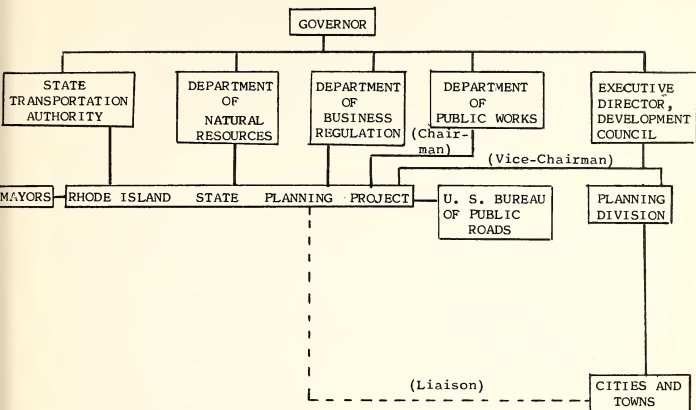 GOVERNOR
STATE
TRANSPORTATION
AUTHORITY
DEPARTMENT
OF
NATURAL
RESOURCES
DEPARTMENT
OF
BUSINESS
REGULATION
DEPARTMENT
OF
PUBLIC WORKS
EXECUTIVE
DIRECTOR,
DEVELOPMENT
COUNCIL
(Chair-
man)
(Vice-Chairman)
MAYORS
RHODE ISLAND STATE PLANNING PROJECT
U. S. BUREAU
OF PUBLIC
ROADS
PLANNING
DIVISION
(Liaison)
CITIES AND
TOWNS